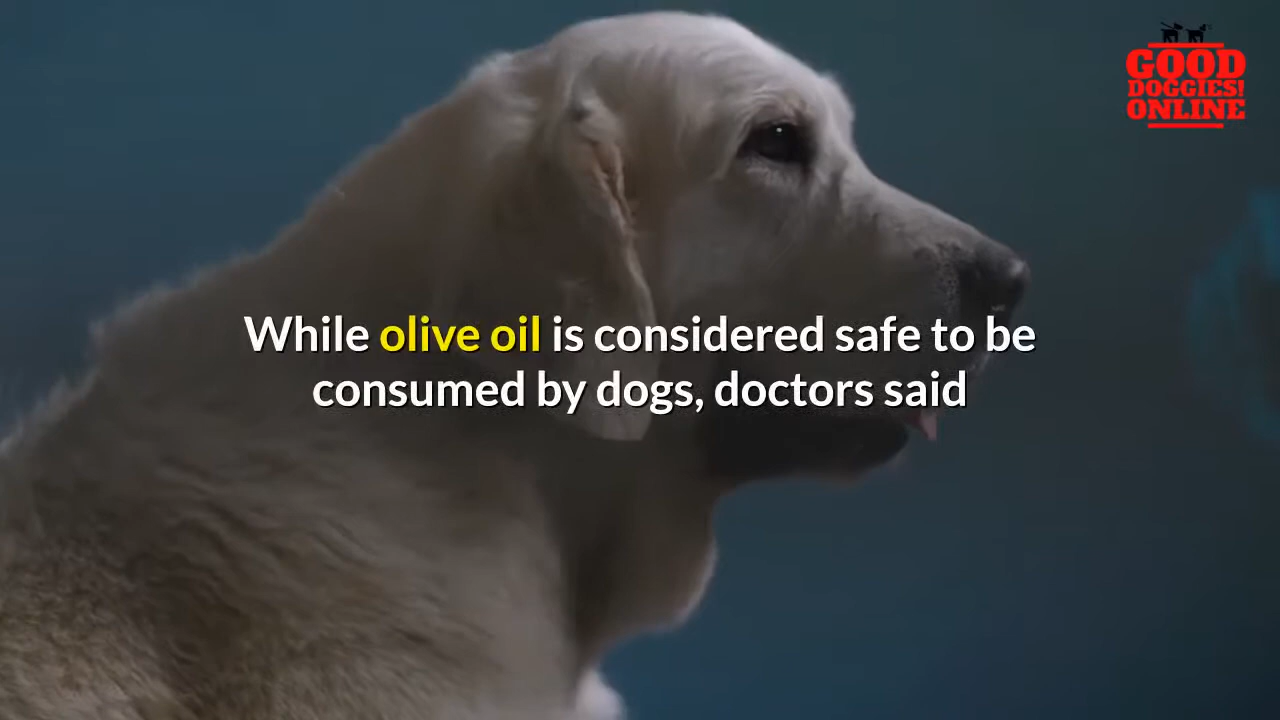 GOOD
DOGGIES!
ONLINE
While olive oil is considered safe to be
consumed by dogs, doctors said